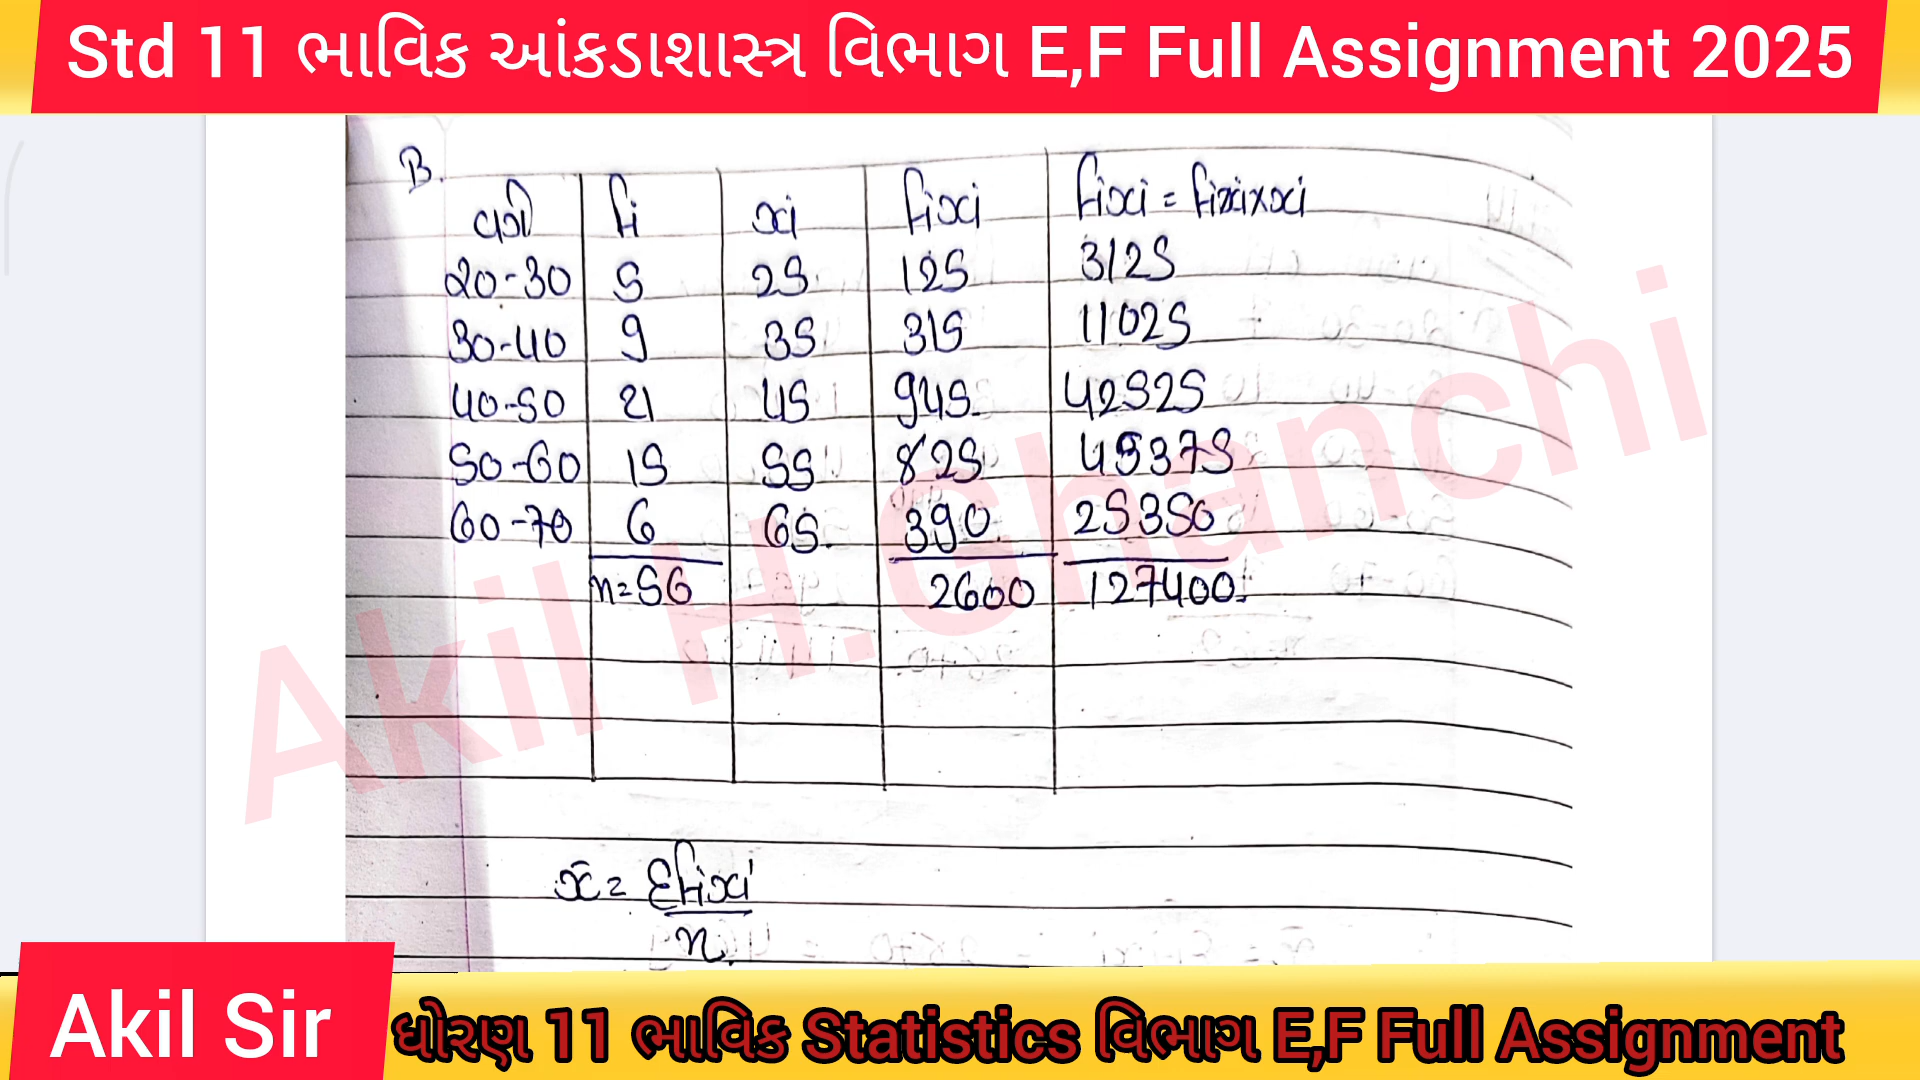 Std 11 ભાવિક આંકડાશાસ્ત્ર વિભાગ E,F Full Assignment 2025
B.
વર્ગ fi xi fixi fixi² = fixi×xi
20-30 5 25 125 3125
30-40 9 35 315 11025
40-50 21 45 945 42525
50-60 15 55 825 45375
60-70 6 65 390 25350
n=56 2600 127400
x̄ = Σfixi
n
Akil H.Ghanchi
Akil Sir
ધોરણ 11 ભાવિક Statistics વિભાગ E,F Full Assignment